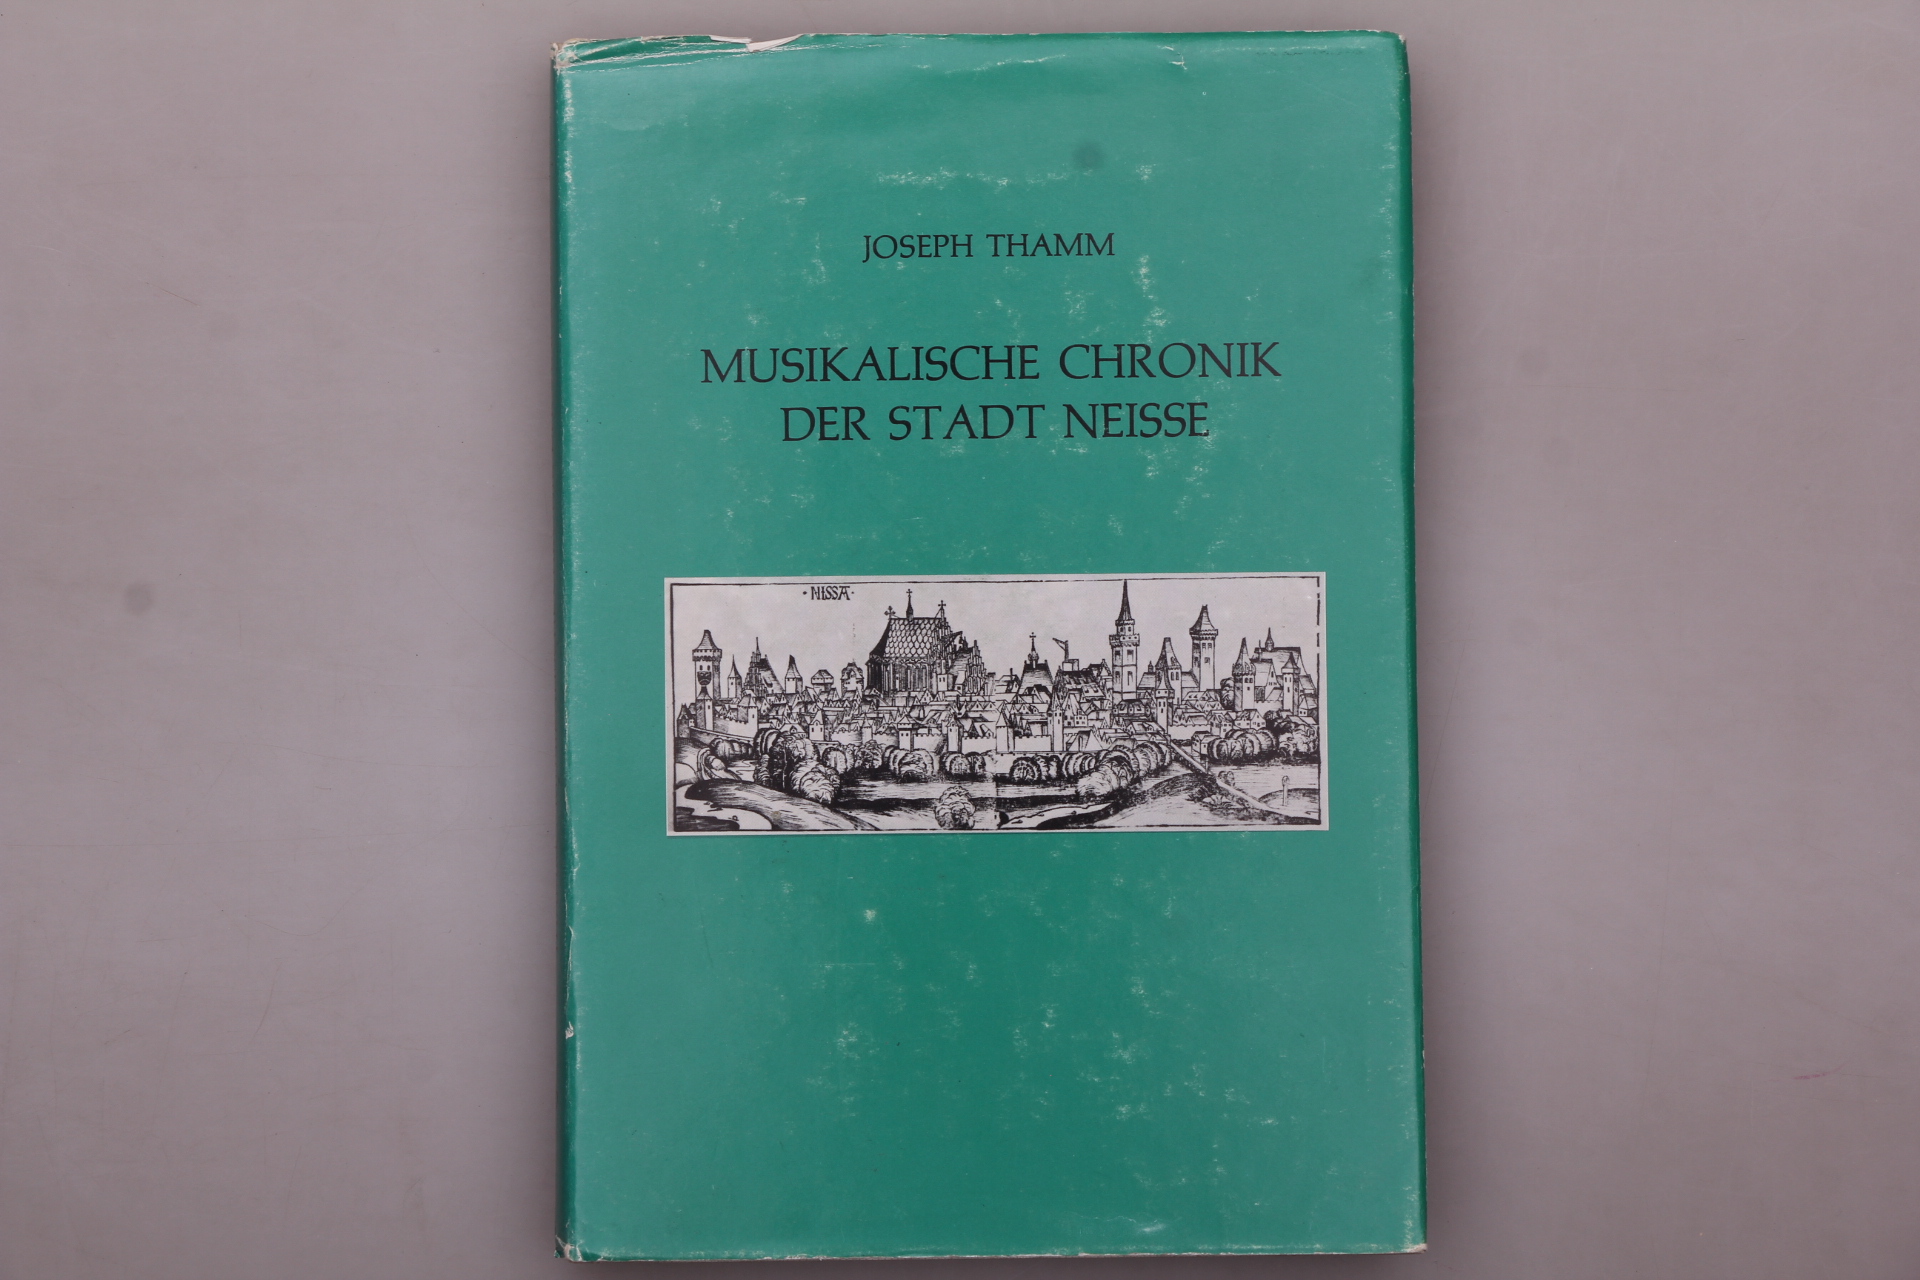 JOSEPH THAMM
MUSIKALISCHE CHRONIK
DER STADT NEISSE
· NISSA ·